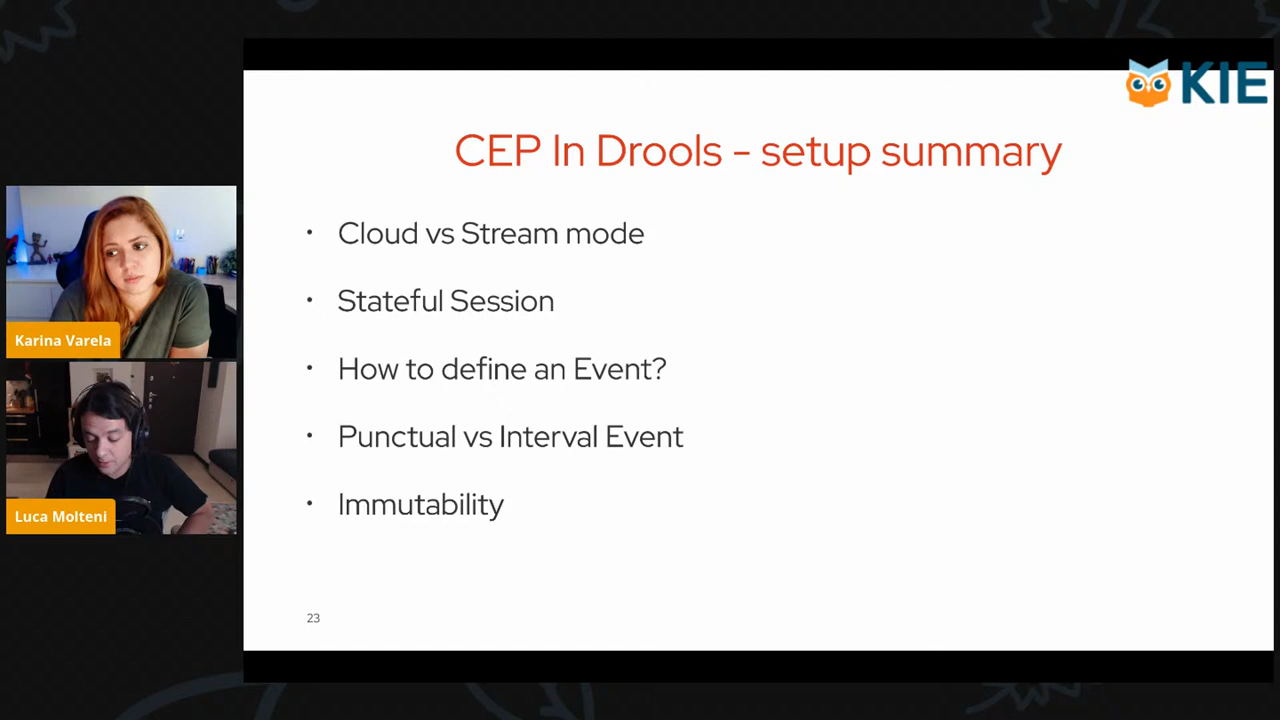 KIE
CEP In Drools - setup summary
• Cloud vs Stream mode
• Stateful Session
• How to define an Event?
• Punctual vs Interval Event
• Immutability
23
Karina Varela
Luca Molteni